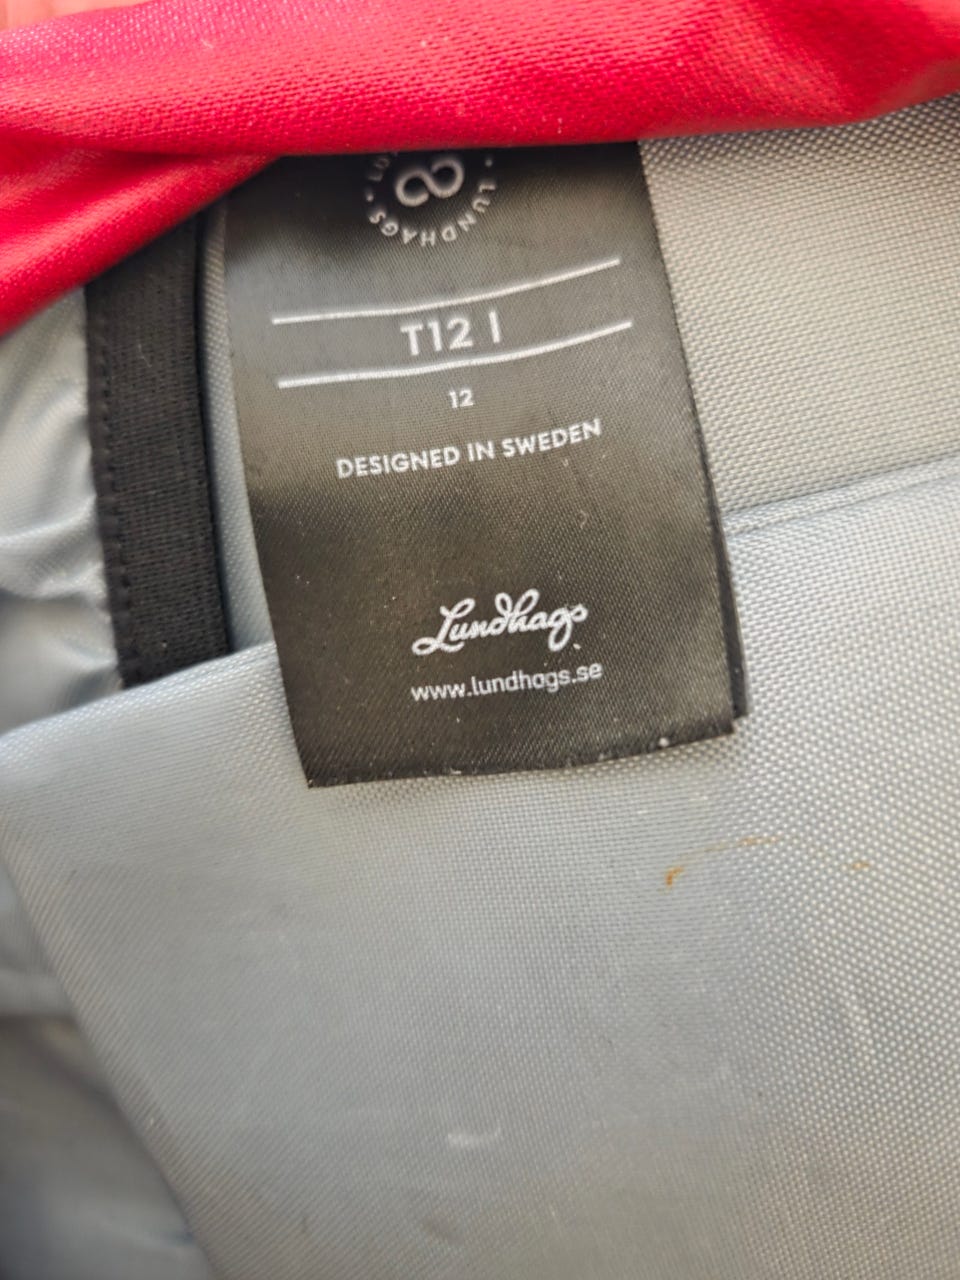 LUNDHAGS
T12 I
12
DESIGNED IN SWEDEN
Lundhags
www.lundhags.se